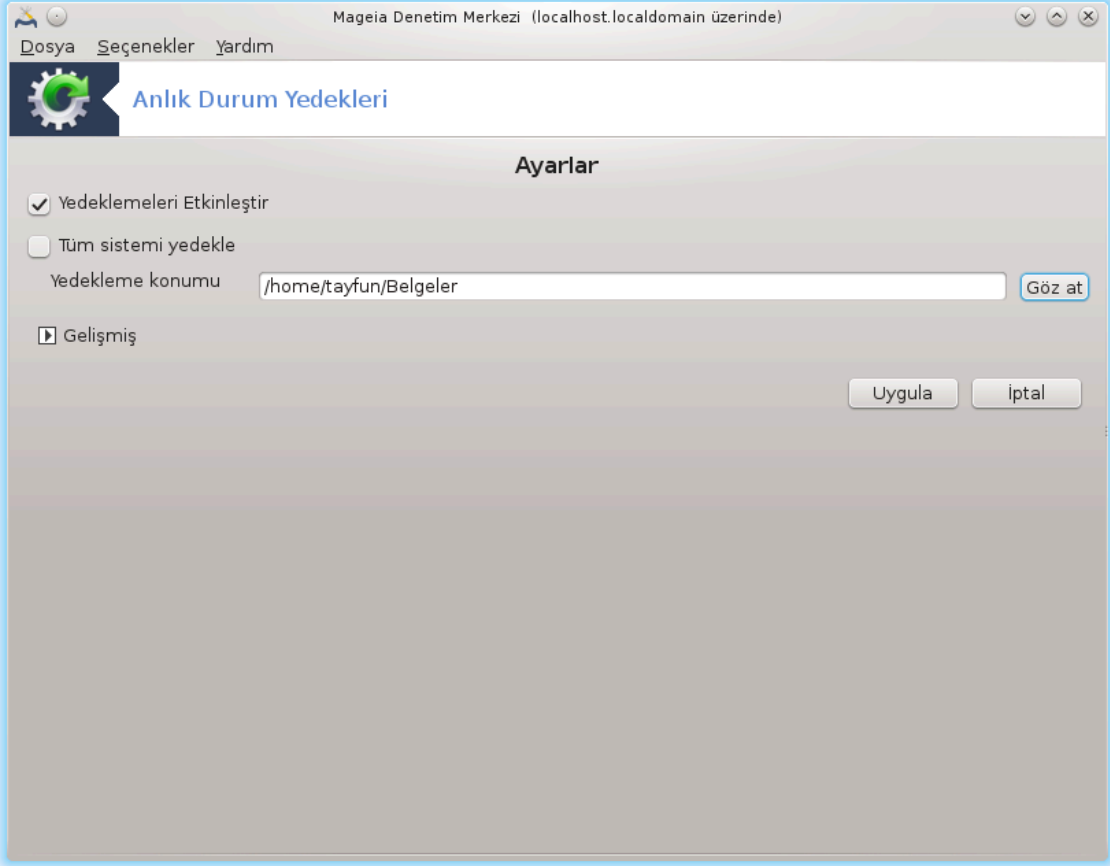 Mageia Denetim Merkezi (localhost.localdomain üzerinde)
Dosya Seçenekler Yardım
Anlık Durum Yedekleri
Ayarlar
Yedeklemeleri Etkinleştir
Tüm sistemi yedekle
Yedekleme konumu /home/tayfun/Belgeler Göz at
Gelişmiş
Uygula İptal